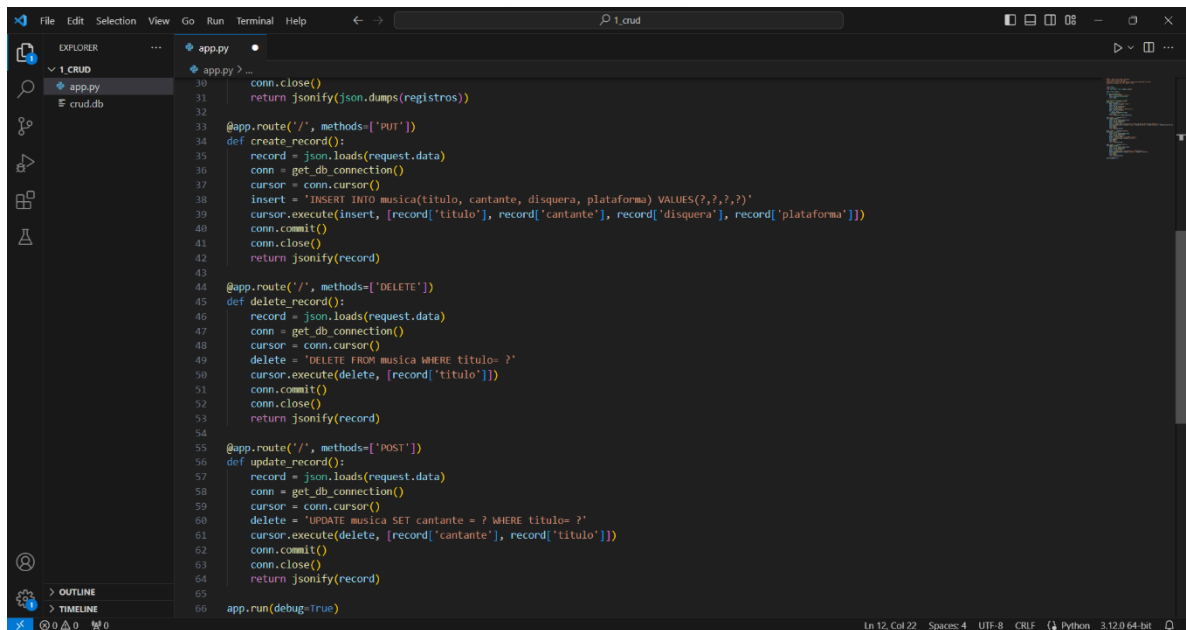 File Edit Selection View Go Run Terminal Help
1_crud
EXPLORER
app.py
1_CRUD
app.py > ...
app.py
crud.db
30 conn.close()
31 return jsonify(json.dumps(registros))
32
33 @app.route('/', methods=['PUT'])
34 def create_record():
35 record = json.loads(request.data)
36 conn = get_db_connection()
37 cursor = conn.cursor()
38 insert = 'INSERT INTO musica(titulo, cantante, disquera, plataforma) VALUES(?,?,?,?)'
39 cursor.execute(insert, [record['titulo'], record['cantante'], record['disquera'], record['plataforma']])
40 conn.commit()
41 conn.close()
42 return jsonify(record)
43
44 @app.route('/', methods=['DELETE'])
45 def delete_record():
46 record = json.loads(request.data)
47 conn = get_db_connection()
48 cursor = conn.cursor()
49 delete = 'DELETE FROM musica WHERE titulo= ?'
50 cursor.execute(delete, [record['titulo']])
51 conn.commit()
52 conn.close()
53 return jsonify(record)
54
55 @app.route('/', methods=['POST'])
56 def update_record():
57 record = json.loads(request.data)
58 conn = get_db_connection()
59 cursor = conn.cursor()
60 delete = 'UPDATE musica SET cantante = ? WHERE titulo= ?'
61 cursor.execute(delete, [record['cantante'], record['titulo']])
62 conn.commit()
63 conn.close()
64 return jsonify(record)
65
66 app.run(debug=True)
1
1
OUTLINE
TIMELINE
0 0 0 Ln 12, Col 22 Spaces: 4 UTF-8 CRLF Python 3.12.0 64-bit